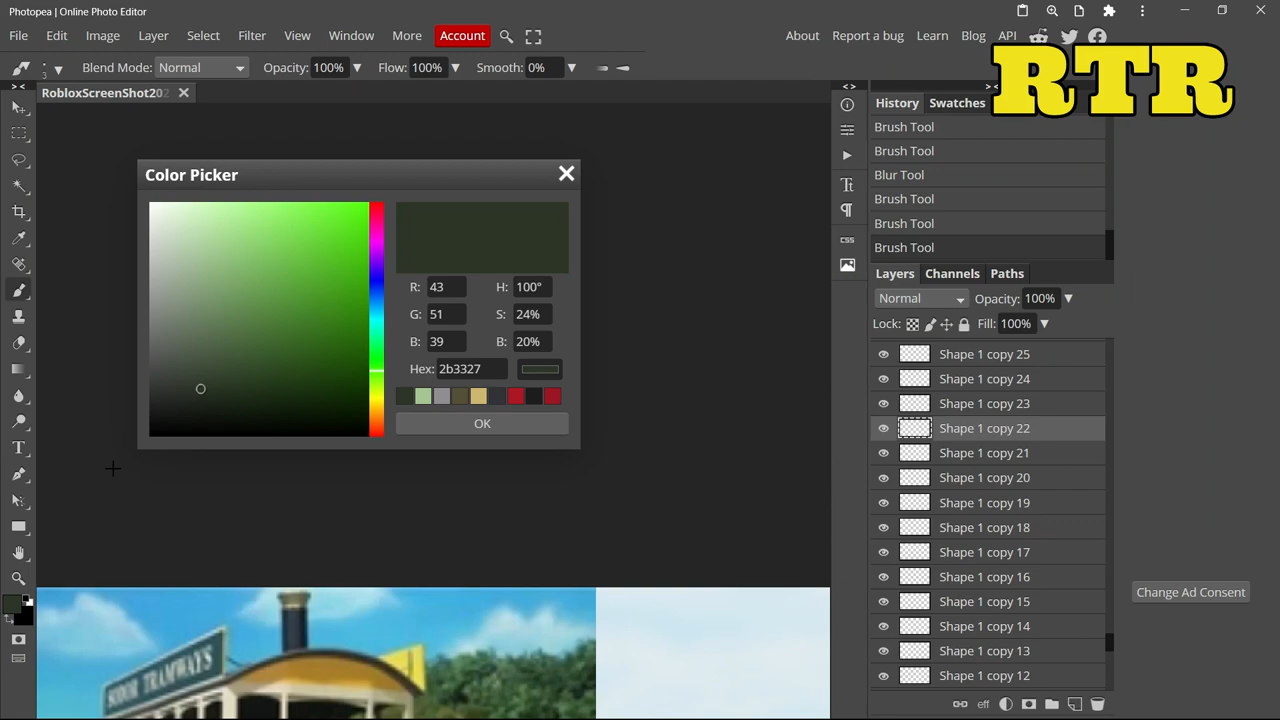 Photopea | Online Photo Editor
File Edit Image Layer Select Filter View Window More Account About Report a bug Learn Blog API
3 Blend Mode: Normal Opacity: 100% Flow: 100% Smooth: 0%
RTR
RobloxScreenShot202
Color Picker
R: 43 H: 100°
G: 51 S: 24%
B: 39 B: 20%
Hex: 2b3327
OK
History Swatches
Brush Tool
Brush Tool
Blur Tool
Brush Tool
Brush Tool
Brush Tool
Layers Channels Paths
Normal Opacity: 100%
Lock: Fill: 100%
Shape 1 copy 25
Shape 1 copy 24
Shape 1 copy 23
Shape 1 copy 22
Shape 1 copy 21
Shape 1 copy 20
Shape 1 copy 19
Shape 1 copy 18
Shape 1 copy 17
Shape 1 copy 16
Shape 1 copy 15
Shape 1 copy 14
Shape 1 copy 13
Shape 1 copy 12
eff
CSS
Change Ad Consent
SODOR TRAMWAYS